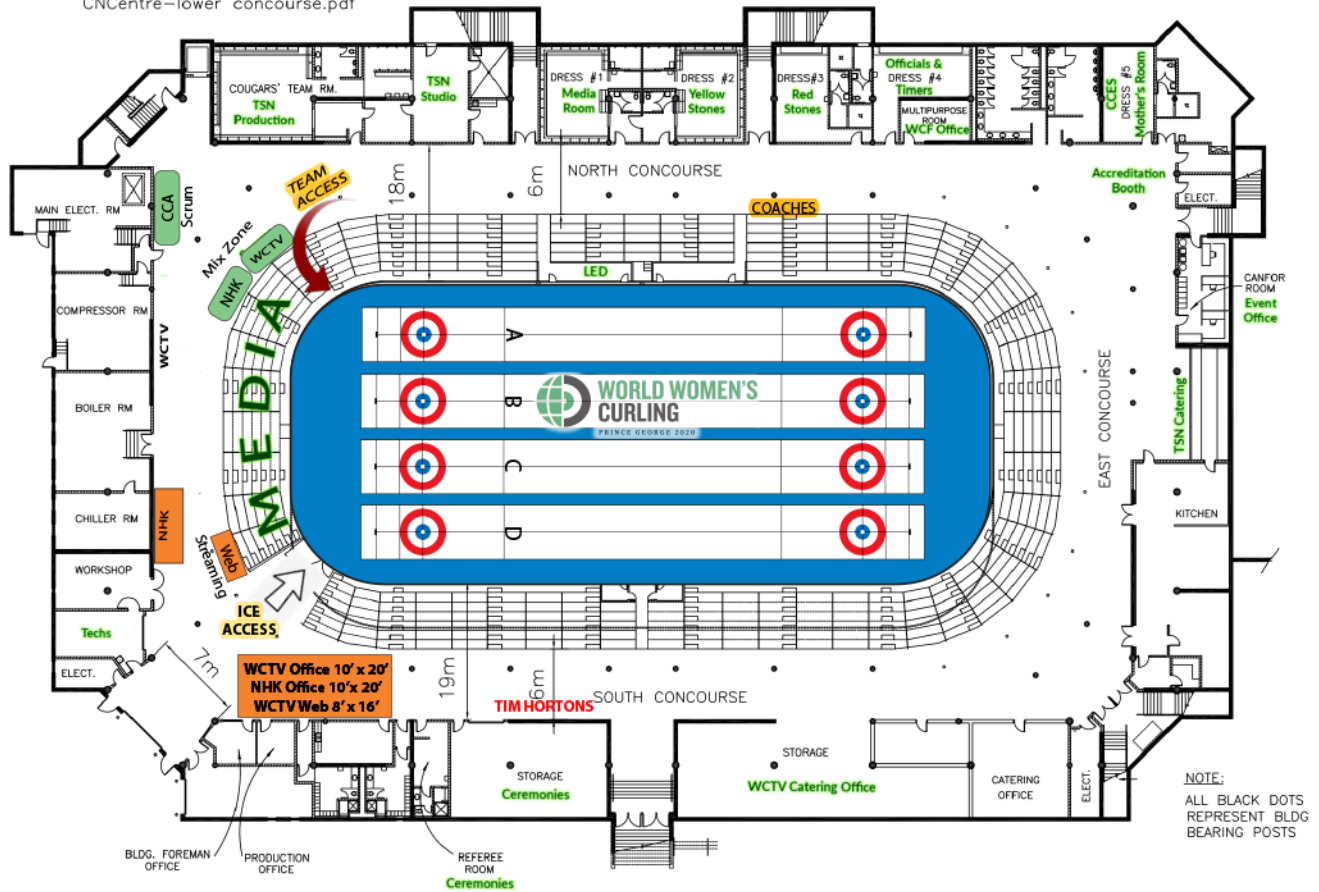 CNCentre-lower concourse.pdf
COUGARS' TEAM RM.
TSN
Production
TSN
Studio
DRESS #1
Media
Room
DRESS #2
Yellow
Stones
DRESS#3
Red
Stones
Officials &
DRESS #4
Timers
MULTIPURPOSE
ROOM
WCF Office
CCES
DRESS #5
Mother's Room
NORTH CONCOURSE
18m
6m
TEAM
ACCESS
COACHES
Accreditation
Booth
ELECT.
MAIN ELECT. RM
CCA
Scrum
Mix Zone
WCTV
NHK
LED
CANFOR
ROOM
Event
Office
COMPRESSOR RM
WCTV
MEDIA
A
B
C
D
WORLD WOMEN'S
CURLING
PRINCE GEORGE 2020
BOILER RM
EAST CONCOURSE
TSN Catering
KITCHEN
CHILLER RM
NHK
Web
Streaming
WORKSHOP
ICE
ACCESS
Techs
ELECT.
7m
WCTV Office 10' x 20'
NHK Office 10'x 20'
WCTV Web 8' x 16'
19m
6m
SOUTH CONCOURSE
TIM HORTONS
STORAGE
Ceremonies
STORAGE
WCTV Catering Office
CATERING
OFFICE
ELECT.
NOTE:
ALL BLACK DOTS
REPRESENT BLDG
BEARING POSTS
BLDG. FOREMAN
OFFICE
PRODUCTION
OFFICE
REFEREE
ROOM
Ceremonies